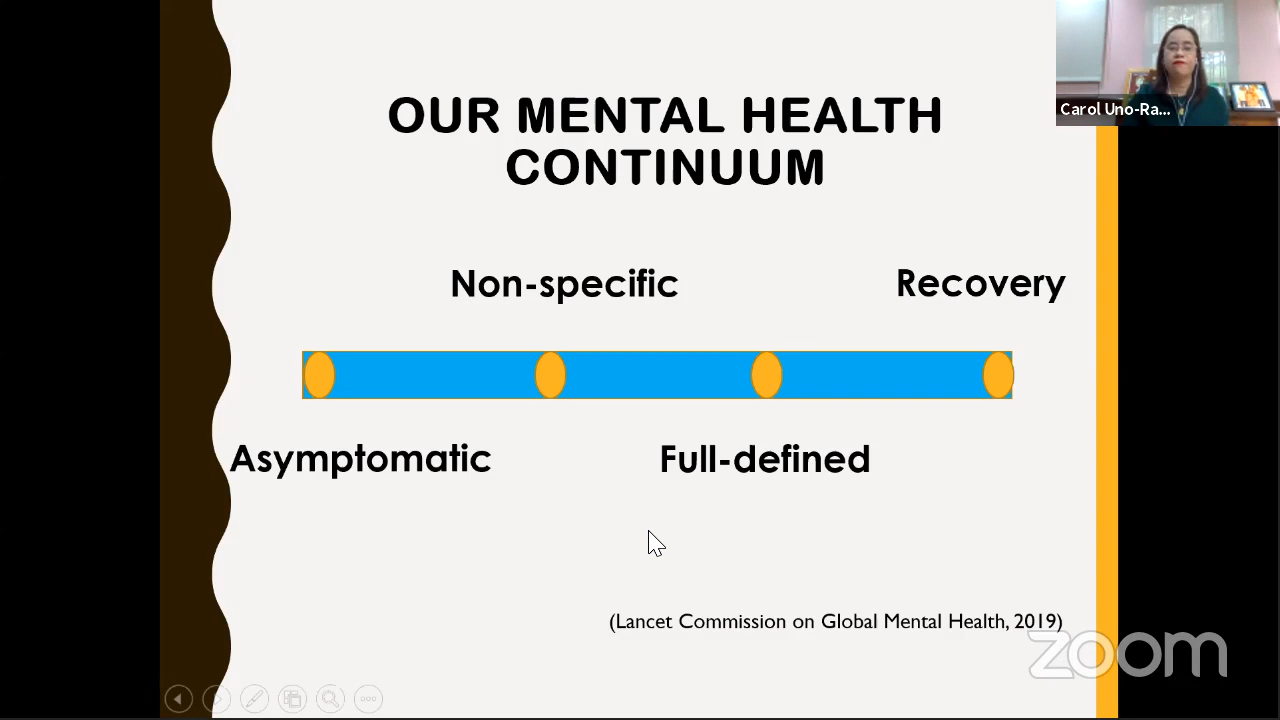 OUR MENTAL HEALTH
CONTINUUM
Carol Uno-Ra...
Non-specific
Recovery
Asymptomatic
Full-defined
(Lancet Commission on Global Mental Health, 2019)
zoom